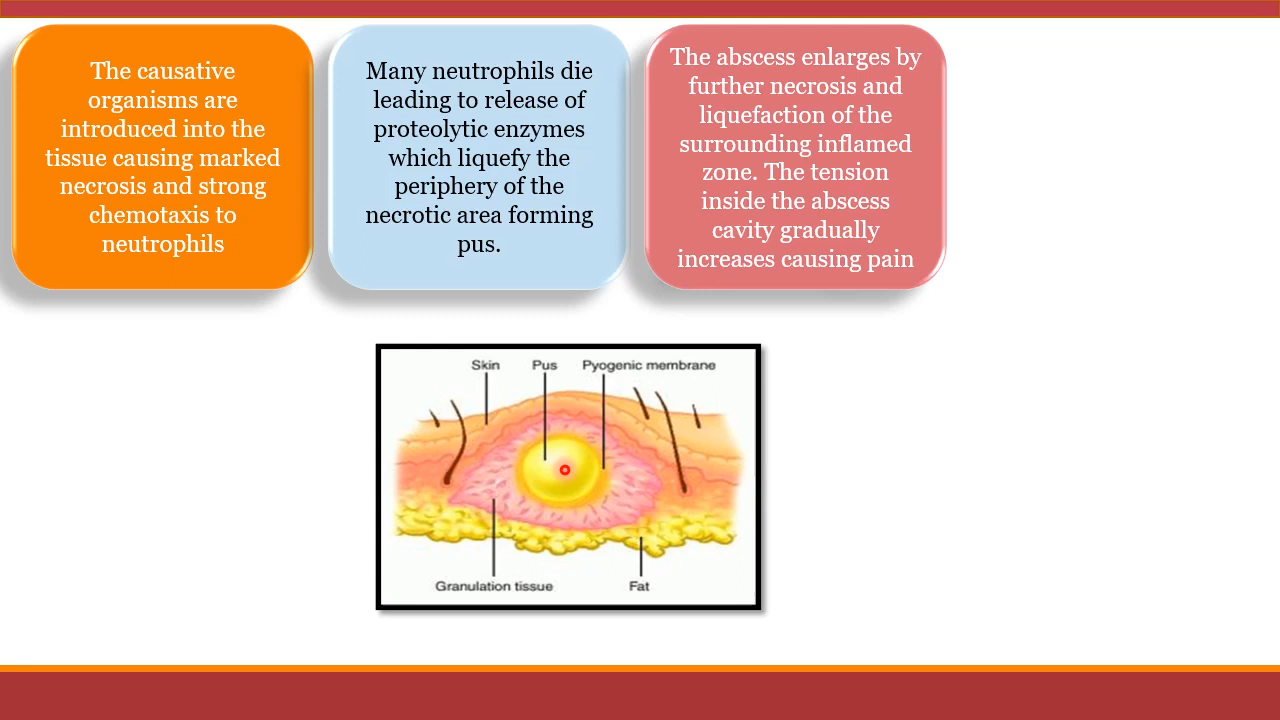 The causative
organisms are
introduced into the
tissue causing marked
necrosis and strong
chemotaxis to
neutrophils
Many neutrophils die
leading to release of
proteolytic enzymes
which liquefy the
periphery of the
necrotic area forming
pus.
The abscess enlarges by
further necrosis and
liquefaction of the
surrounding inflamed
zone. The tension
inside the abscess
cavity gradually
increases causing pain
Skin Pus Pyogenic membrane
Granulation tissue Fat